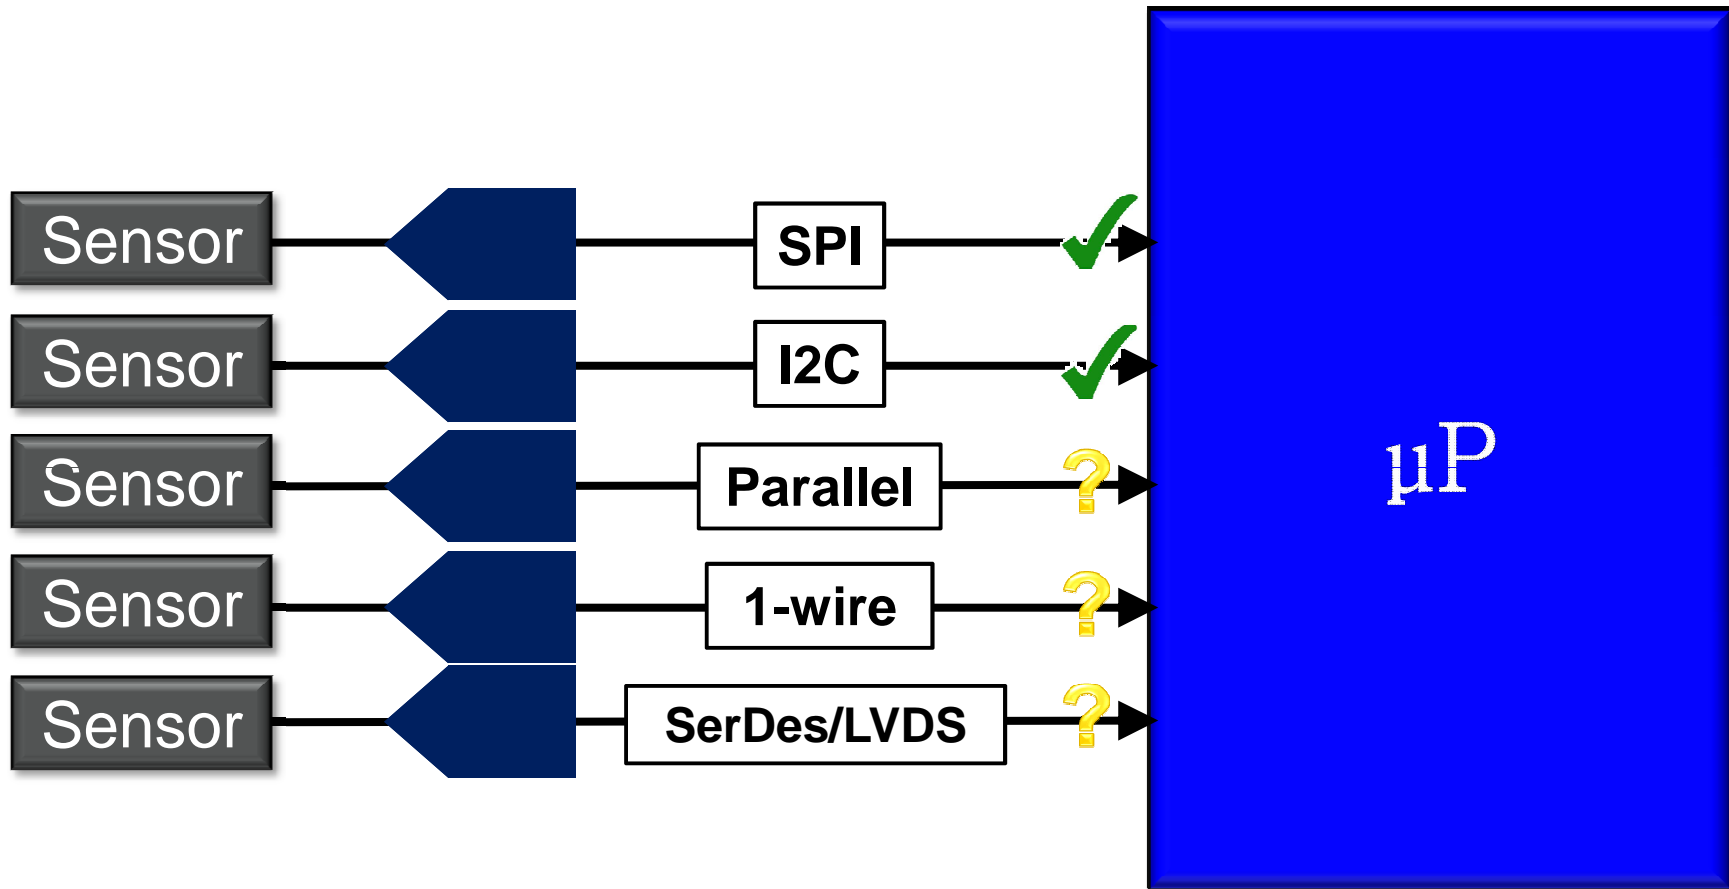 Sensor
SPI
Sensor
I2C
µP
Sensor
Parallel
?
Sensor
1-wire
?
Sensor
SerDes/LVDS
?